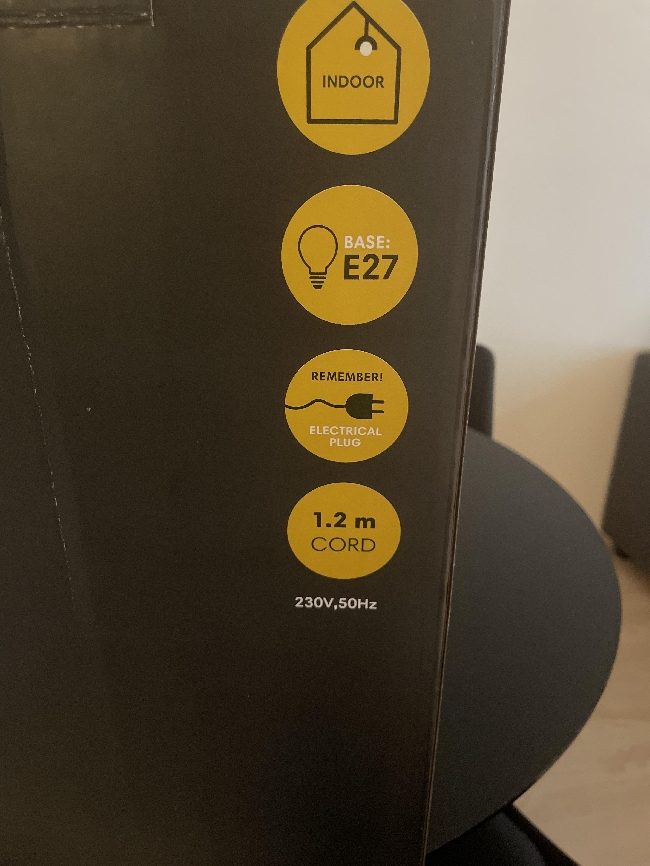 INDOOR
BASE:
E27
REMEMBER!
ELECTRICAL
PLUG
1.2 m
CORD
230V,50Hz